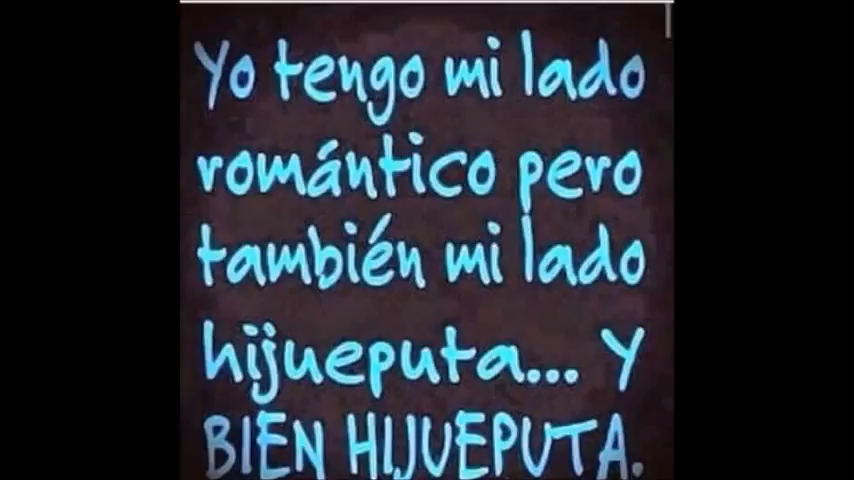 Yo tengo mi lado
romántico pero
también mi lado
hijueputa... Y
BIEN HIJUEPUTA.